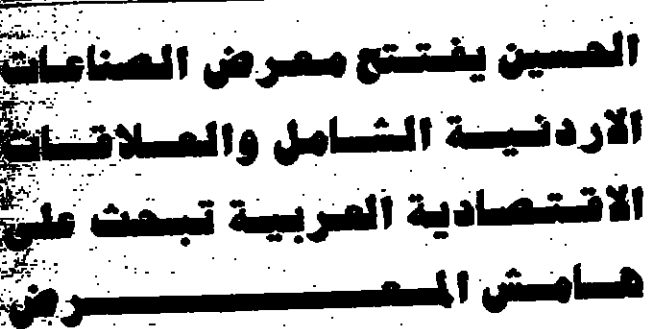 الحسين يفتتح معرض الصناعات
الاردنية الشامل والعلاقات
الاقتصادية العربية تبحث على
هامش المعرض